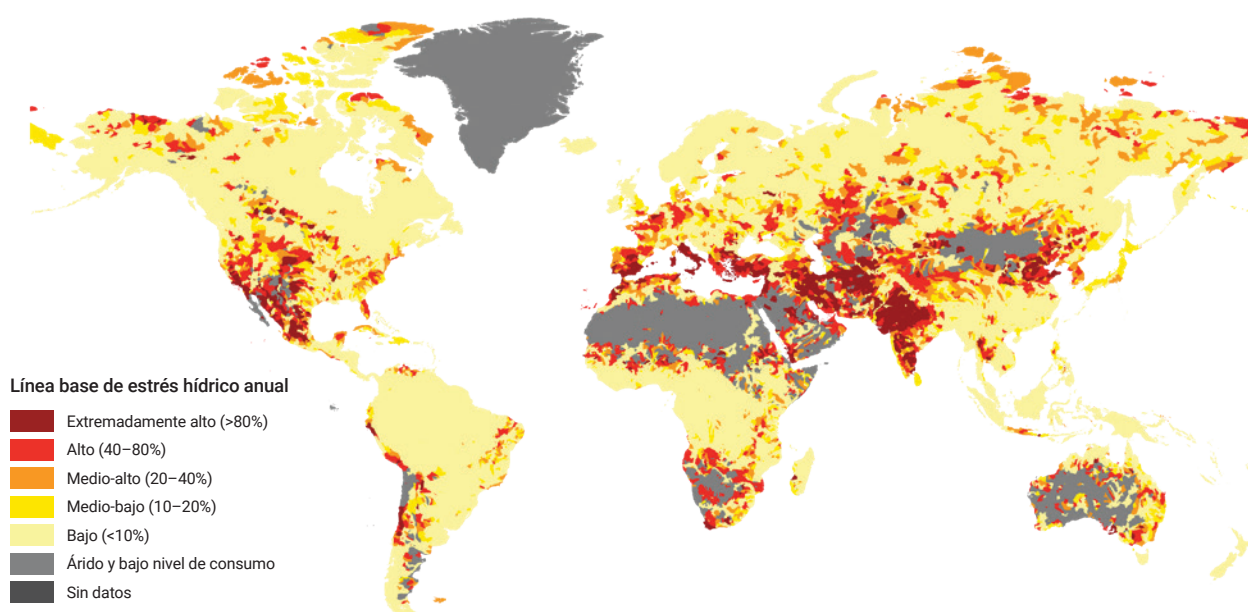 Línea base de estrés hídrico anual
Extremadamente alto (>80%)
Alto (40–80%)
Medio-alto (20–40%)
Medio-bajo (10–20%)
Bajo (<10%)
Árido y bajo nivel de consumo
Sin datos